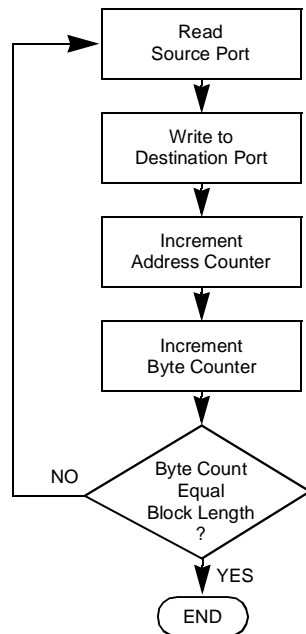 Read
Source Port
Write to
Destination Port
Increment
Address Counter
Increment
Byte Counter
NO
Byte Count
Equal
Block Length
?
YES
END